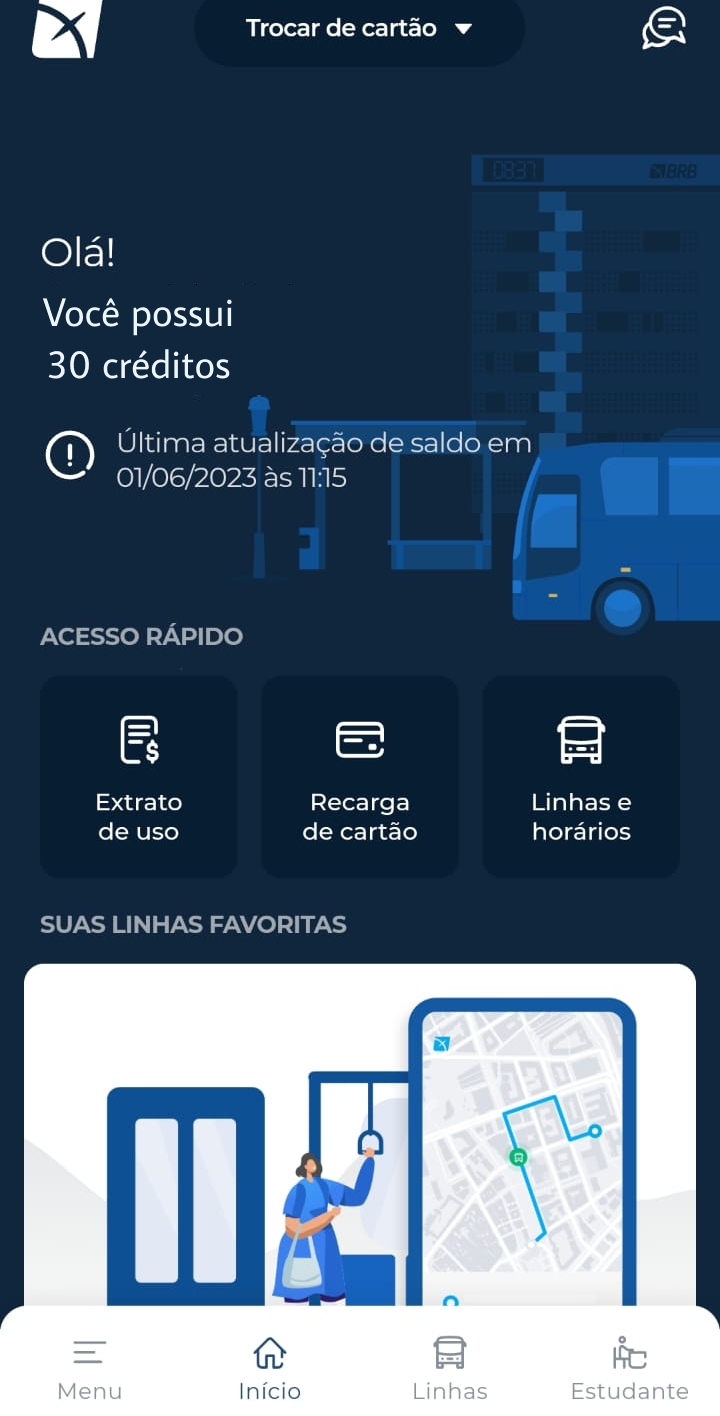 Trocar de cartão
08:37
BRB
Olá!
Você possui
30 créditos
Última atualização de saldo em
01/06/2023 às 11:15
ACESSO RÁPIDO
Extrato
de uso
Recarga
de cartão
Linhas e
horários
SUAS LINHAS FAVORITAS
Menu
Início
Linhas
Estudante